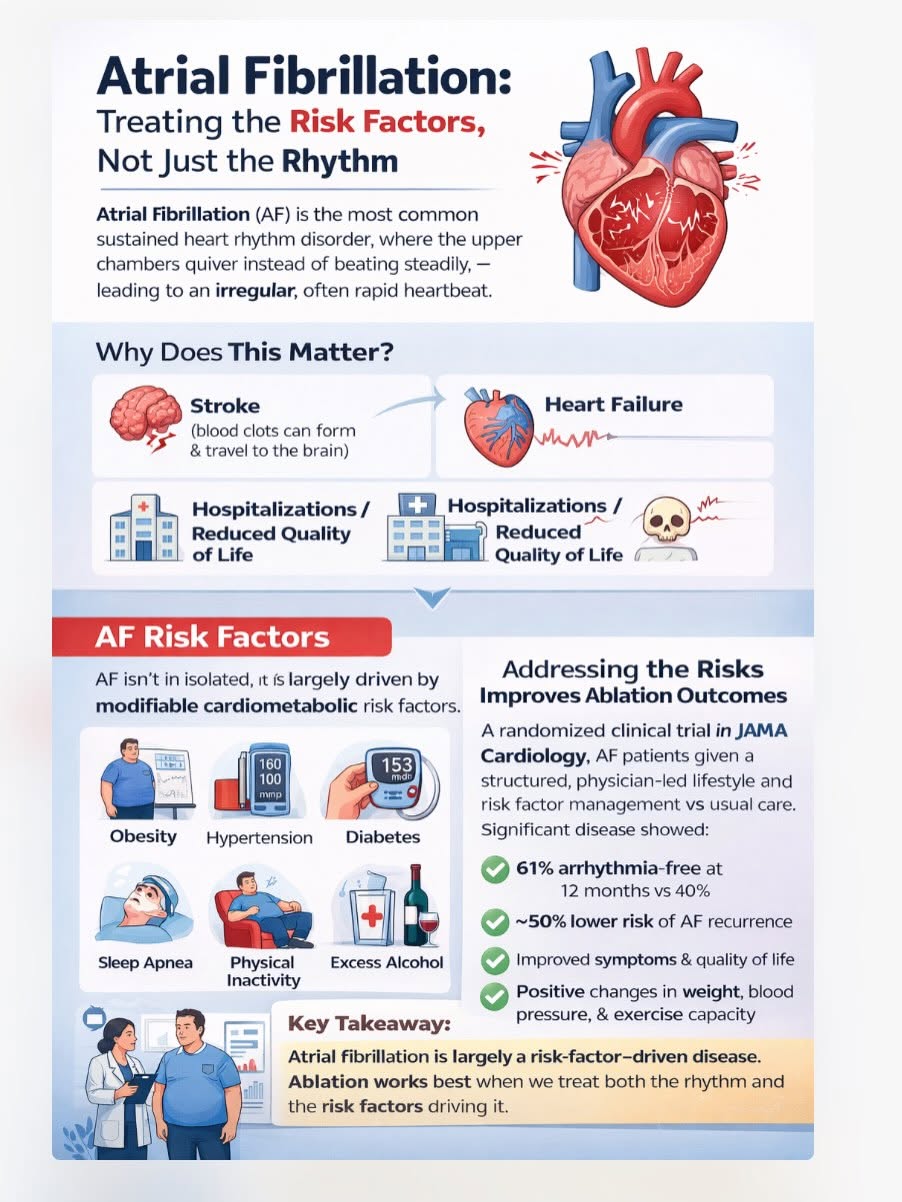 Atrial Fibrillation:
Treating the Risk Factors,
Not Just the Rhythm
Atrial Fibrillation (AF) is the most common
sustained heart rhythm disorder, where the upper
chambers quiver instead of beating steadily, —
leading to an irregular, often rapid heartbeat.
Why Does This Matter?
Stroke
(blood clots can form
& travel to the brain)
Heart Failure
Hospitalizations /
Reduced Quality
of Life
Hospitalizations /
Reduced
Quality of Life
AF Risk Factors
AF isn't in isolated, it is largely driven by
modifiable cardiometabolic risk factors.
160
100
mmp
153
Obesity
Hypertension
Diabetes
Sleep Apnea
Physical
Inactivity
Excess Alcohol
Addressing the Risks
Improves Ablation Outcomes
A randomized clinical trial in JAMA
Cardiology, AF patients given a
structured, physician-led lifestyle and
risk factor management vs usual care.
Significant disease showed:
61% arrhythmia-free at
12 months vs 40%
~50% lower risk of AF recurrence
Improved symptoms & quality of life
Positive changes in weight, blood
pressure, & exercise capacity
Key Takeaway:
Atrial fibrillation is largely a risk-factor–driven disease.
Ablation works best when we treat both the rhythm and
the risk factors driving it.